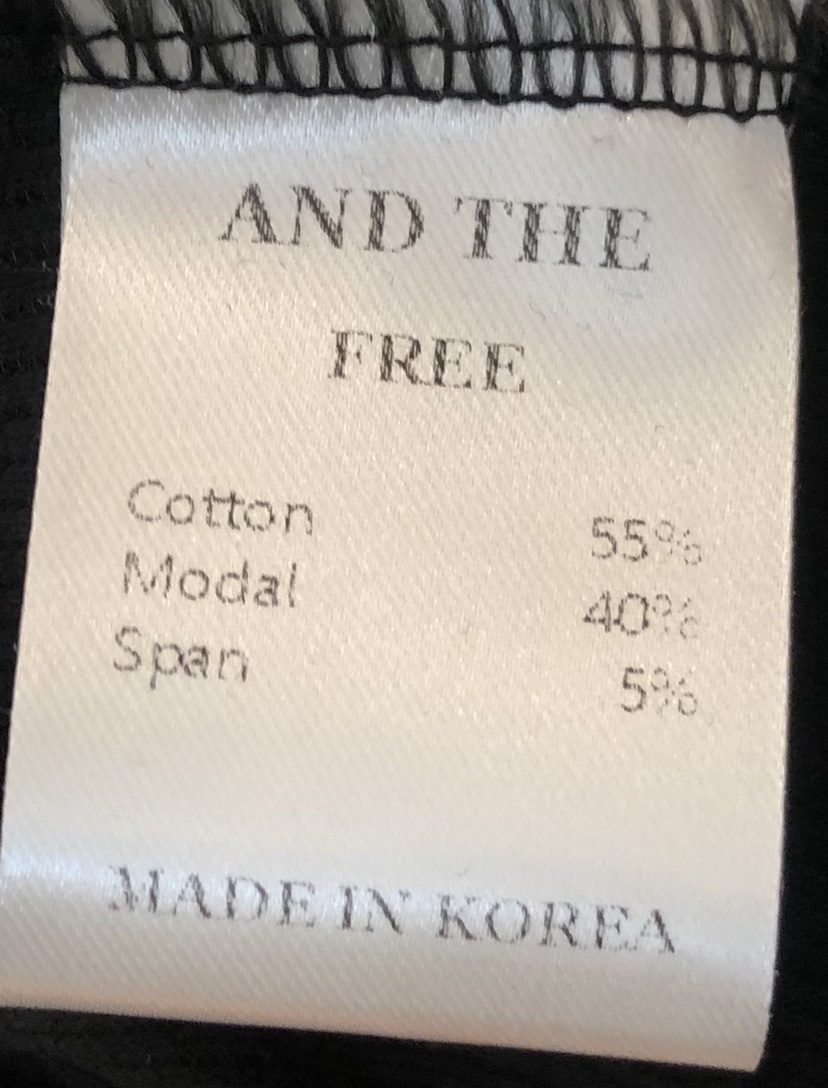 AND THE
FREE
Cotton 55%
Modal 40%
Span 5%
MADE IN KOREA